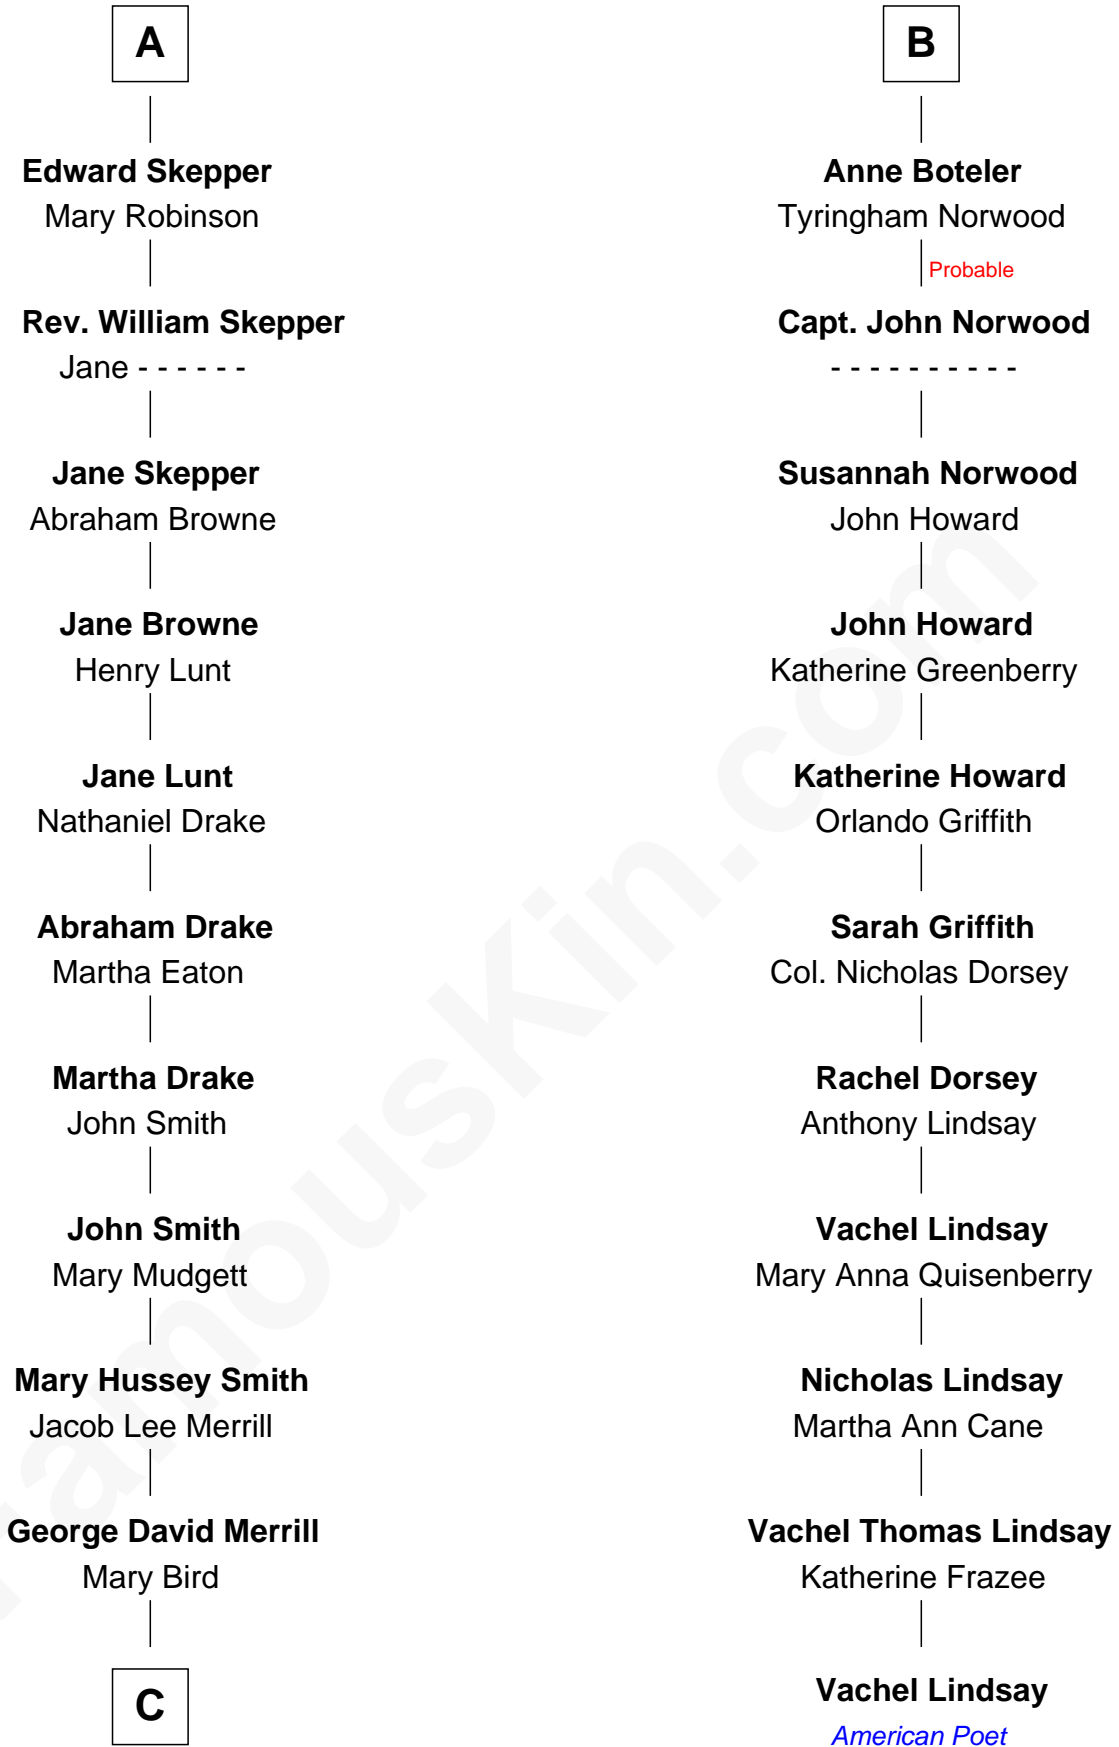 A
Edward Skepper
Mary Robinson
Rev. William Skepper
Jane - - - - - -
Jane Skepper
Abraham Browne
Jane Browne
Henry Lunt
Jane Lunt
Nathaniel Drake
Abraham Drake
Martha Eaton
Martha Drake
John Smith
John Smith
Mary Mudgett
Mary Hussey Smith
Jacob Lee Merrill
George David Merrill
Mary Bird
C
B
Anne Boteler
Tyringham Norwood
Probable
Capt. John Norwood
- - - - - - - - - -
Susannah Norwood
John Howard
John Howard
Katherine Greenberry
Katherine Howard
Orlando Griffith
Sarah Griffith
Col. Nicholas Dorsey
Rachel Dorsey
Anthony Lindsay
Vachel Lindsay
Mary Anna Quisenberry
Nicholas Lindsay
Martha Ann Cane
Vachel Thomas Lindsay
Katherine Frazee
Vachel Lindsay
American Poet
FamousKin.com